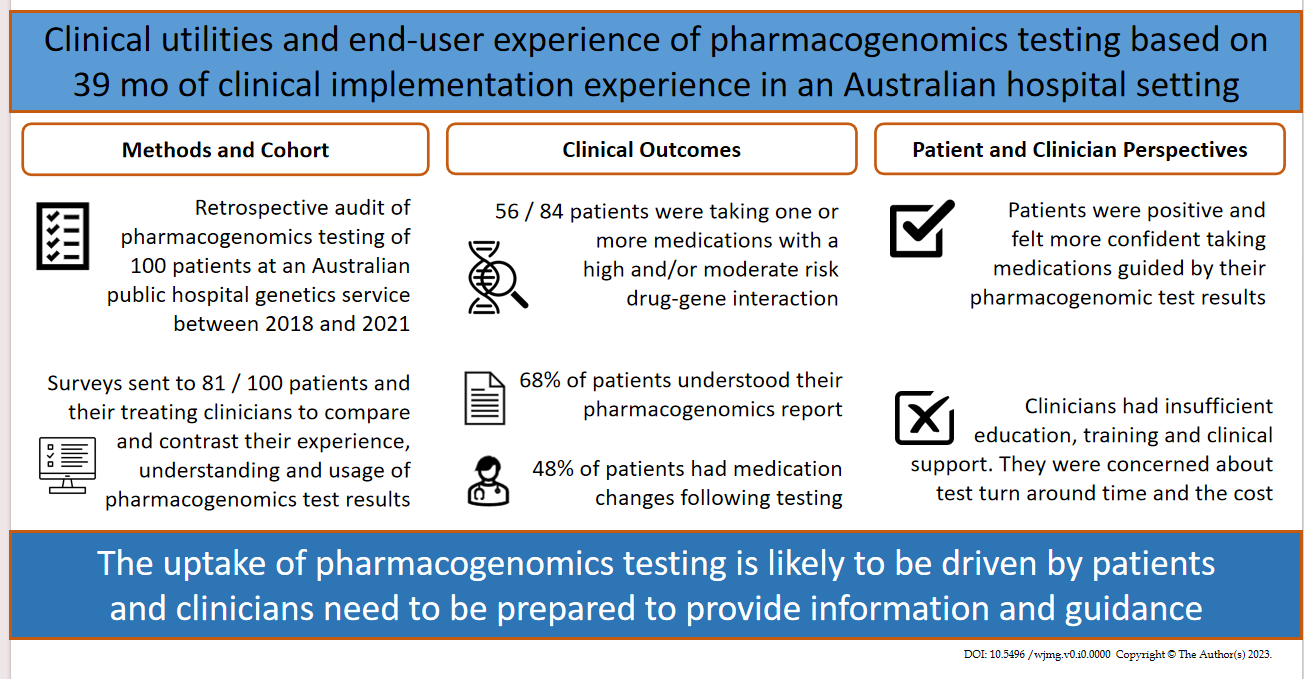 Clinical utilities and end-user experience of pharmacogenomics testing based on
39 mo of clinical implementation experience in an Australian hospital setting
Methods and Cohort
Retrospective audit of
pharmacogenomics testing of
100 patients at an Australian
public hospital genetics service
between 2018 and 2021
Surveys sent to 81 / 100 patients and
their treating clinicians to compare
and contrast their experience,
understanding and usage of
pharmacogenomics test results
Clinical Outcomes
56 / 84 patients were taking one or
more medications with a
high and/or moderate risk
drug-gene interaction
68% of patients understood their
pharmacogenomics report
48% of patients had medication
changes following testing
Patient and Clinician Perspectives
Patients were positive and
felt more confident taking
medications guided by their
pharmacogenomic test results
Clinicians had insufficient
education, training and clinical
support. They were concerned about
test turn around time and the cost
The uptake of pharmacogenomics testing is likely to be driven by patients
and clinicians need to be prepared to provide information and guidance
DOI: 10.5496 /wjmg.v0.i0.0000 Copyright © The Author(s) 2023.